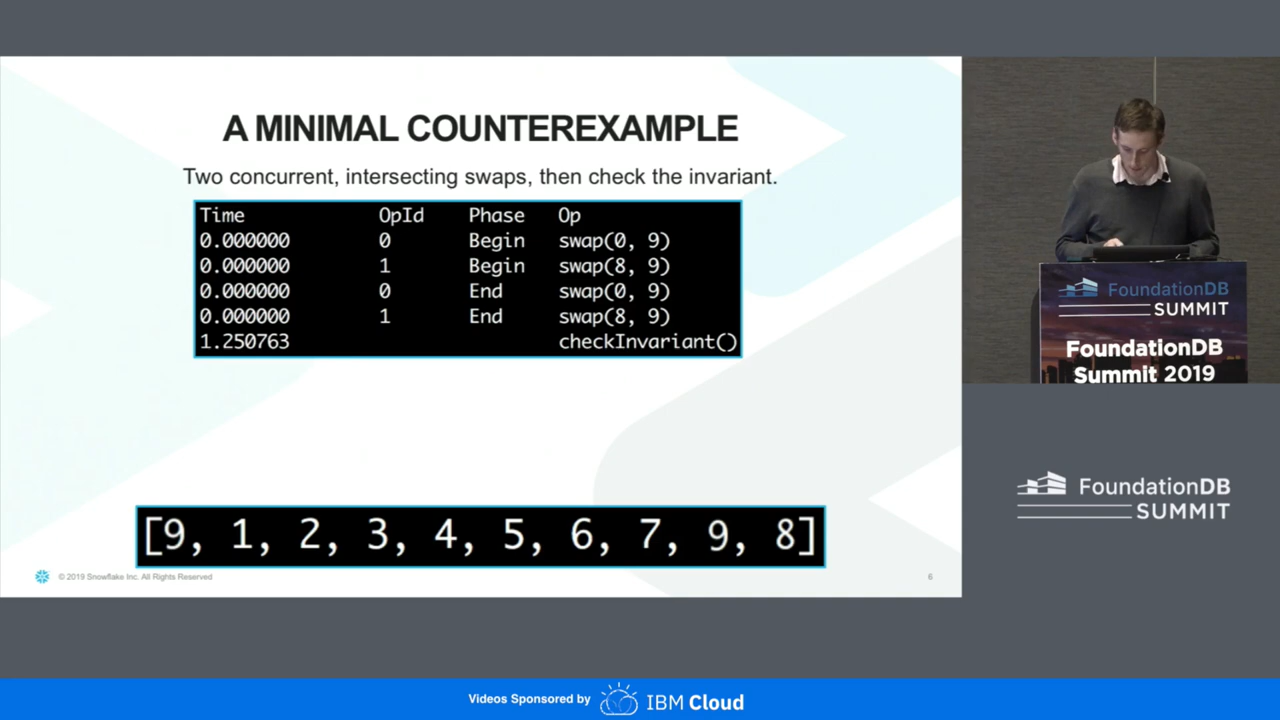 A MINIMAL COUNTEREXAMPLE
Two concurrent, intersecting swaps, then check the invariant.
Time OpId Phase Op
0.000000 0 Begin swap(0, 9)
0.000000 1 Begin swap(8, 9)
0.000000 0 End swap(0, 9)
0.000000 1 End swap(8, 9)
1.250763 checkInvariant()
[9, 1, 2, 3, 4, 5, 6, 7, 9, 8]
© 2019 Snowflake Inc. All Rights Reserved
6
FoundationDB
SUMMIT
FoundationDB
Summit 2019
FoundationDB
SUMMIT
Videos Sponsored by IBM Cloud